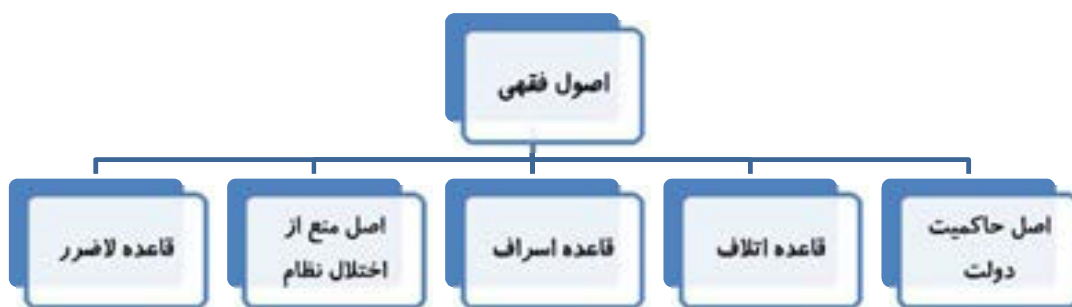 اصول فقهی
اصل حاکمیت
دولت
قاعده اتلاف
قاعده اسراف
اصل منع از
اختلال نظام
قاعده لاضرر